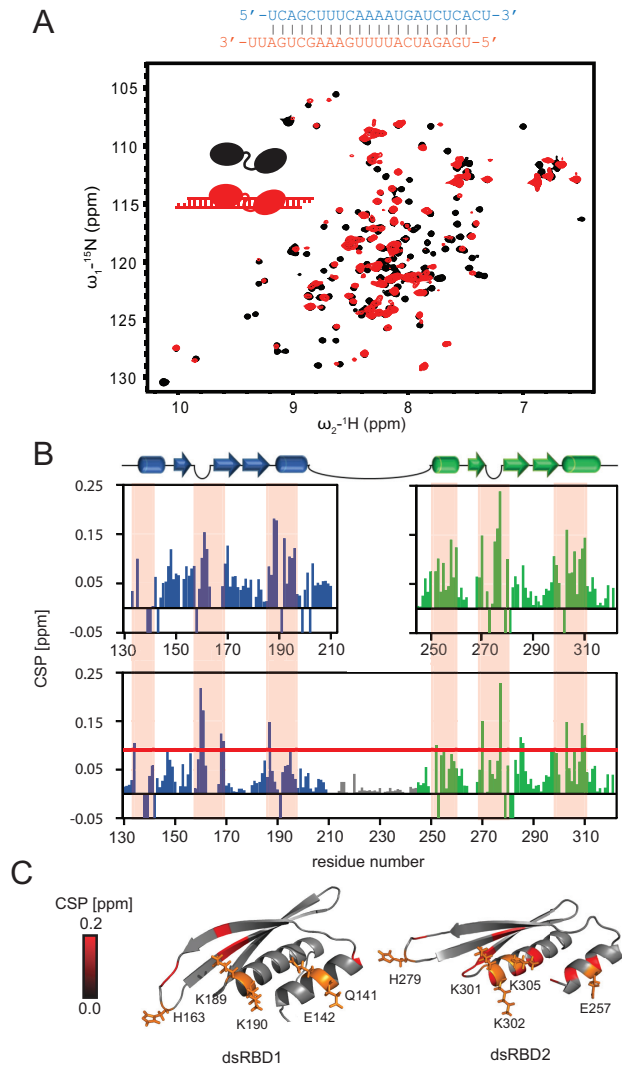 A
5′-UCAGCUUUCAAAAUGAUCUCACU-3′
3′-UUAGUCGAAAGUUUUACUAGAGU-5′
105
110
115
120
125
130
ω₁-¹⁵N (ppm)
10 9 8 7
ω₂-¹H (ppm)
B
0.25
0.15
0.05
-0.05
130 150 170 190 210
250 270 290 310
CSP [ppm]
0.25
0.15
0.05
-0.05
130 150 170 190 210 230 250 270 290 310
residue number
C
CSP [ppm]
0.2
0.0
H163
K189
K190
E142
Q141
dsRBD1
H279
K301
K302
K305
E257
dsRBD2